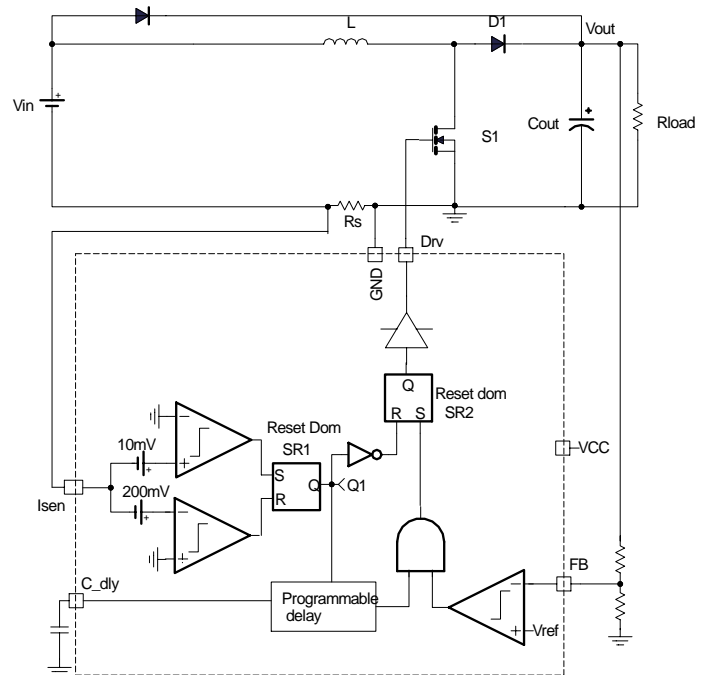 L
D1
Vout
Vin
+
S1
Cout
+
Rload
Rs
GND
Drv
Q
R S
Reset dom
SR2
Reset Dom
SR1
10mV
+
−
+
S
Q
R
Q1
VCC
Isen
200mV
+
−
+
C_dly
Programmable
delay
FB
−
+
Vref